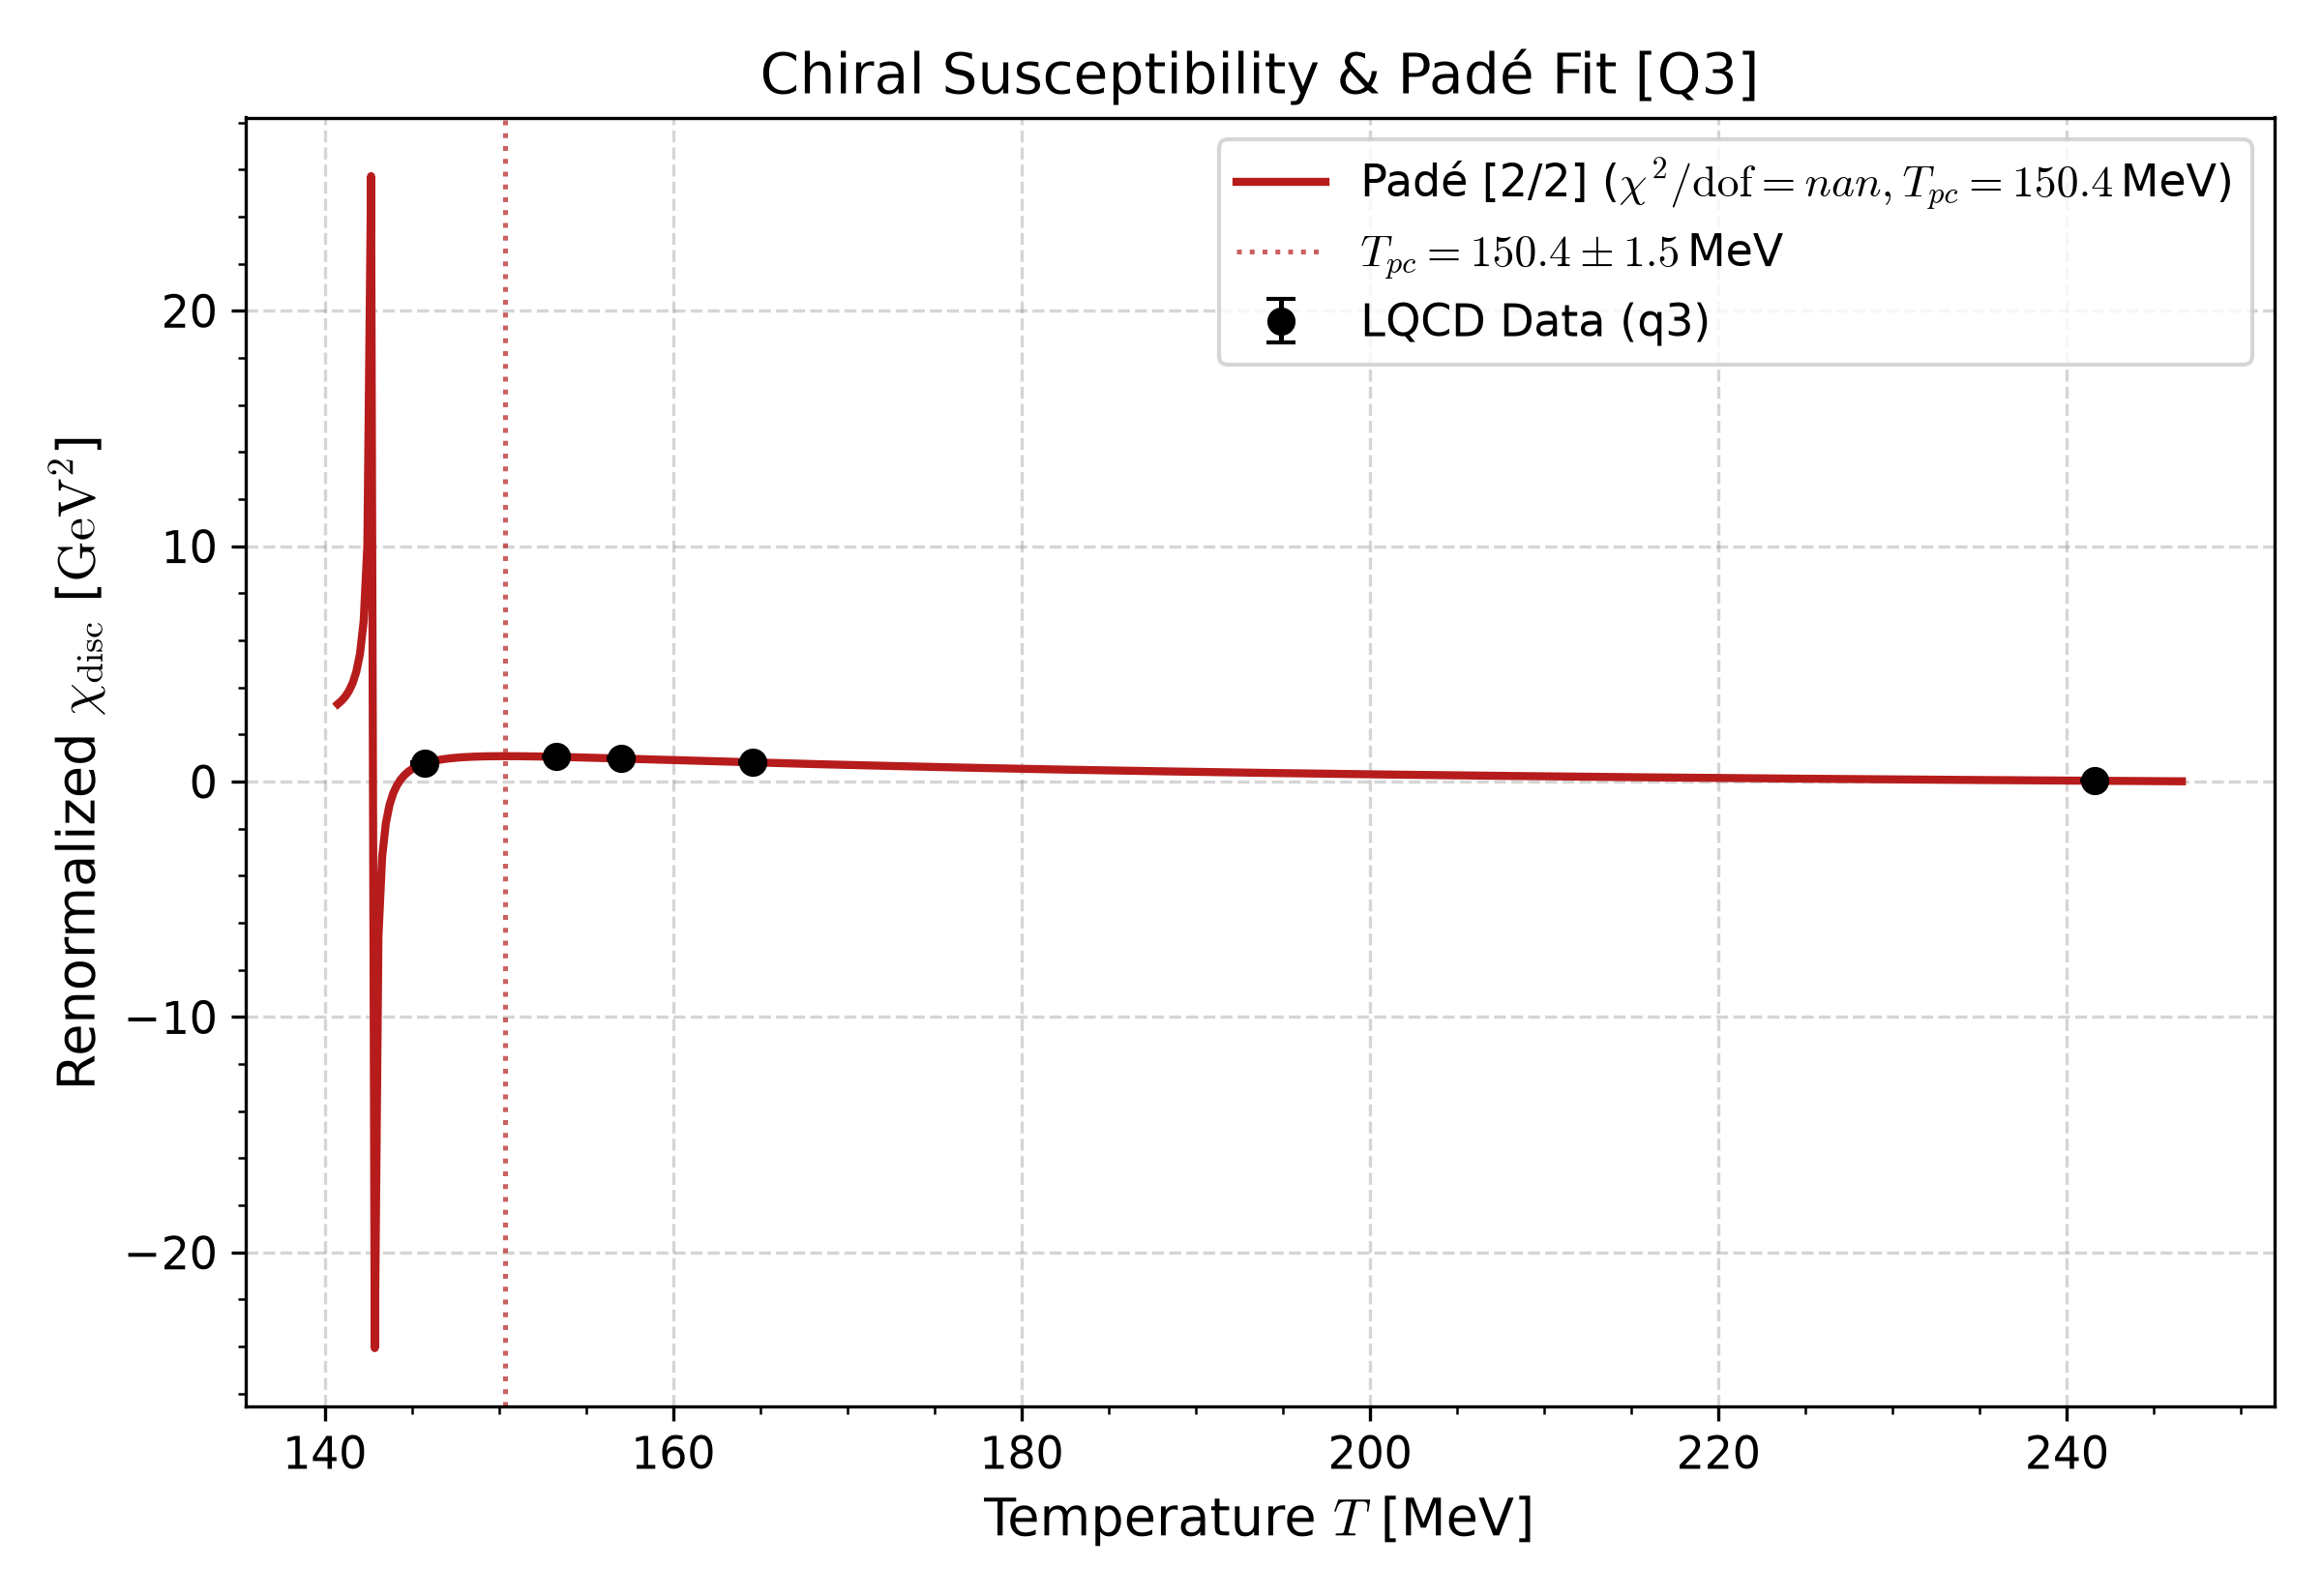 Chiral Susceptibility & Padé Fit [Q3]
Padé [2/2] (χ²/dof = nan, T_pc = 150.4 MeV)
T_pc = 150.4 ± 1.5 MeV
LQCD Data (q3)
Renormalized χ_disc [GeV²]
20
10
0
−10
−20
140 160 180 200 220 240
Temperature T [MeV]